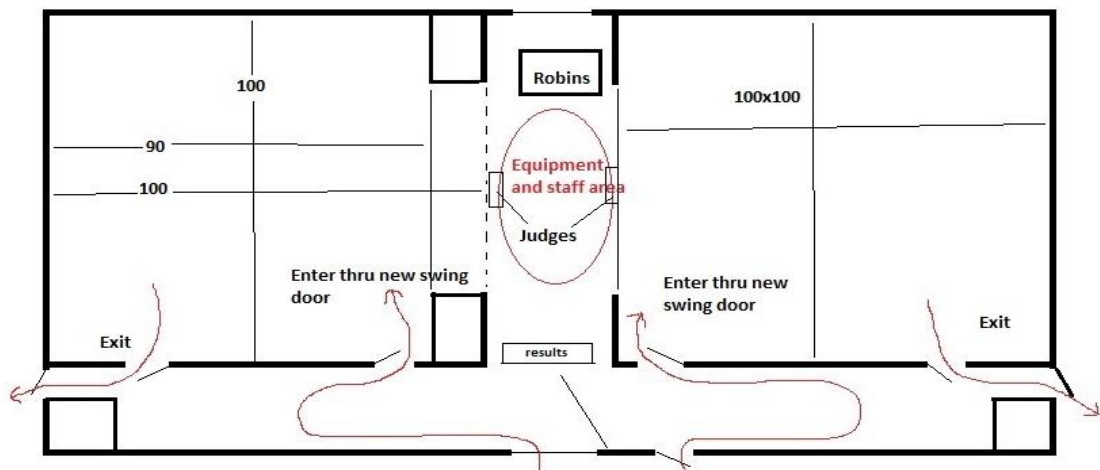 Robins
100
100x100
90
Equipment
and staff area
100
Judges
Enter thru new swing
door
Enter thru new
swing door
Exit
Exit
results